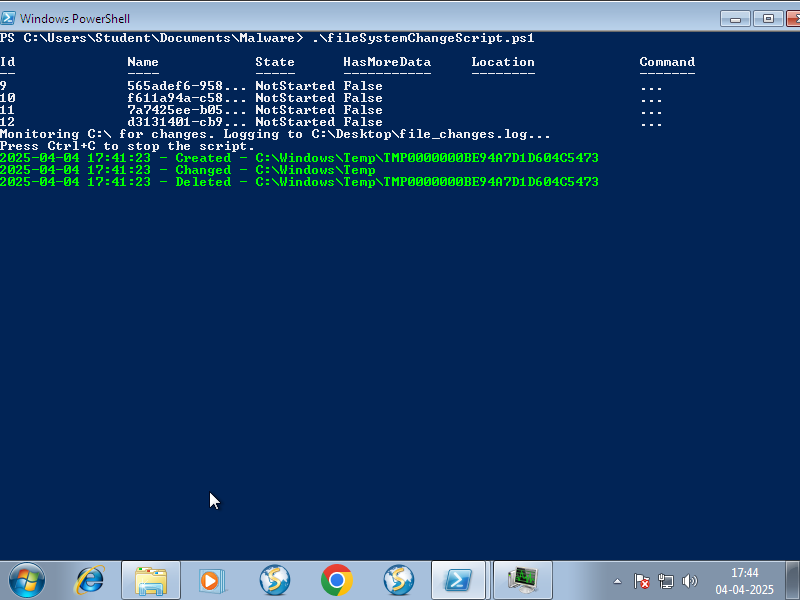 Windows PowerShell
PS C:\Users\Student\Documents\Malware> .\fileSystemChangeScript.ps1
Id Name State HasMoreData Location Command
-- ---- ----- ----------- -------- -------
9 565adef6-958... NotStarted False ...
10 f611a94a-c58... NotStarted False ...
11 7a7425ee-b05... NotStarted False ...
12 d3131401-cb9... NotStarted False ...
Monitoring C:\ for changes. Logging to C:\Desktop\file_changes.log...
Press Ctrl+C to stop the script.
2025-04-04 17:41:23 - Created - C:\Windows\Temp\TMP0000000BE94A7D1D604C5473
2025-04-04 17:41:23 - Changed - C:\Windows\Temp
2025-04-04 17:41:23 - Deleted - C:\Windows\Temp\TMP0000000BE94A7D1D604C5473
17:44
04-04-2025